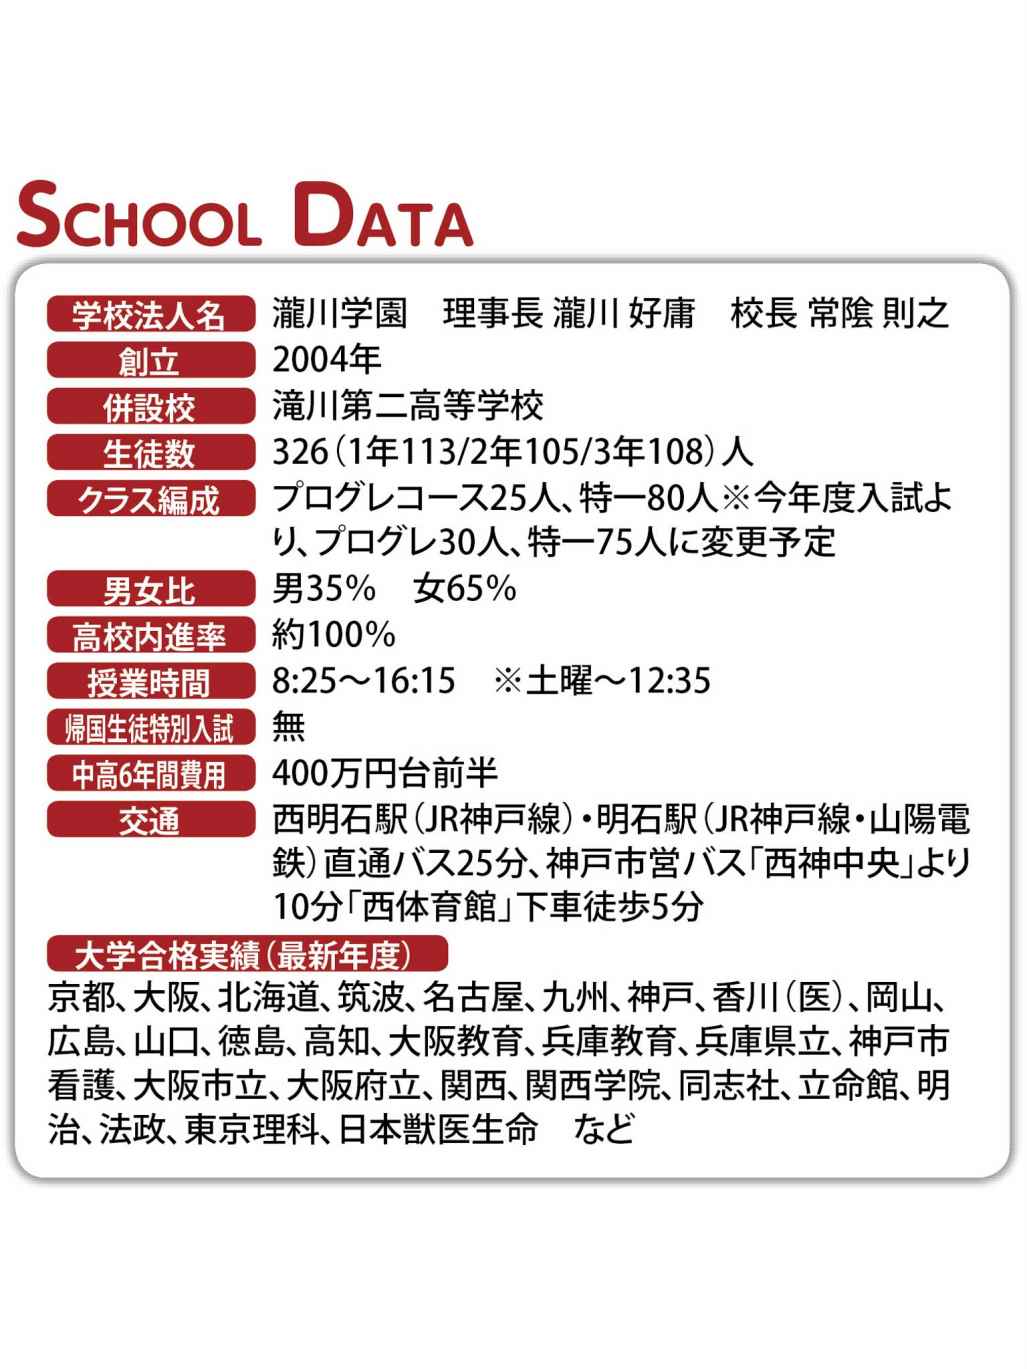 SCHOOL DATA
学校法人名 瀧川学園 理事長 瀧川 好庸 校長 常陰 則之
創立 2004年
併設校 滝川第二高等学校
生徒数 326（1年113/2年105/3年108）人
クラス編成 プログレコース25人、特一80人※今年度入試よ
り、プログレ30人、特一75人に変更予定
男女比 男35% 女65%
高校内進率 約100%
授業時間 8:25〜16:15 ※土曜〜12:35
帰国生徒特別入試 無
中高6年間費用 400万円台前半
交通 西明石駅（JR神戸線）・明石駅（JR神戸線・山陽電
鉄）直通バス25分、神戸市営バス「西神中央」より
10分「西体育館」下車徒歩5分
大学合格実績（最新年度）
京都、大阪、北海道、筑波、名古屋、九州、神戸、香川（医）、岡山、
広島、山口、徳島、高知、大阪教育、兵庫教育、兵庫県立、神戸市
看護、大阪市立、大阪府立、関西、関西学院、同志社、立命館、明
治、法政、東京理科、日本獣医生命 など